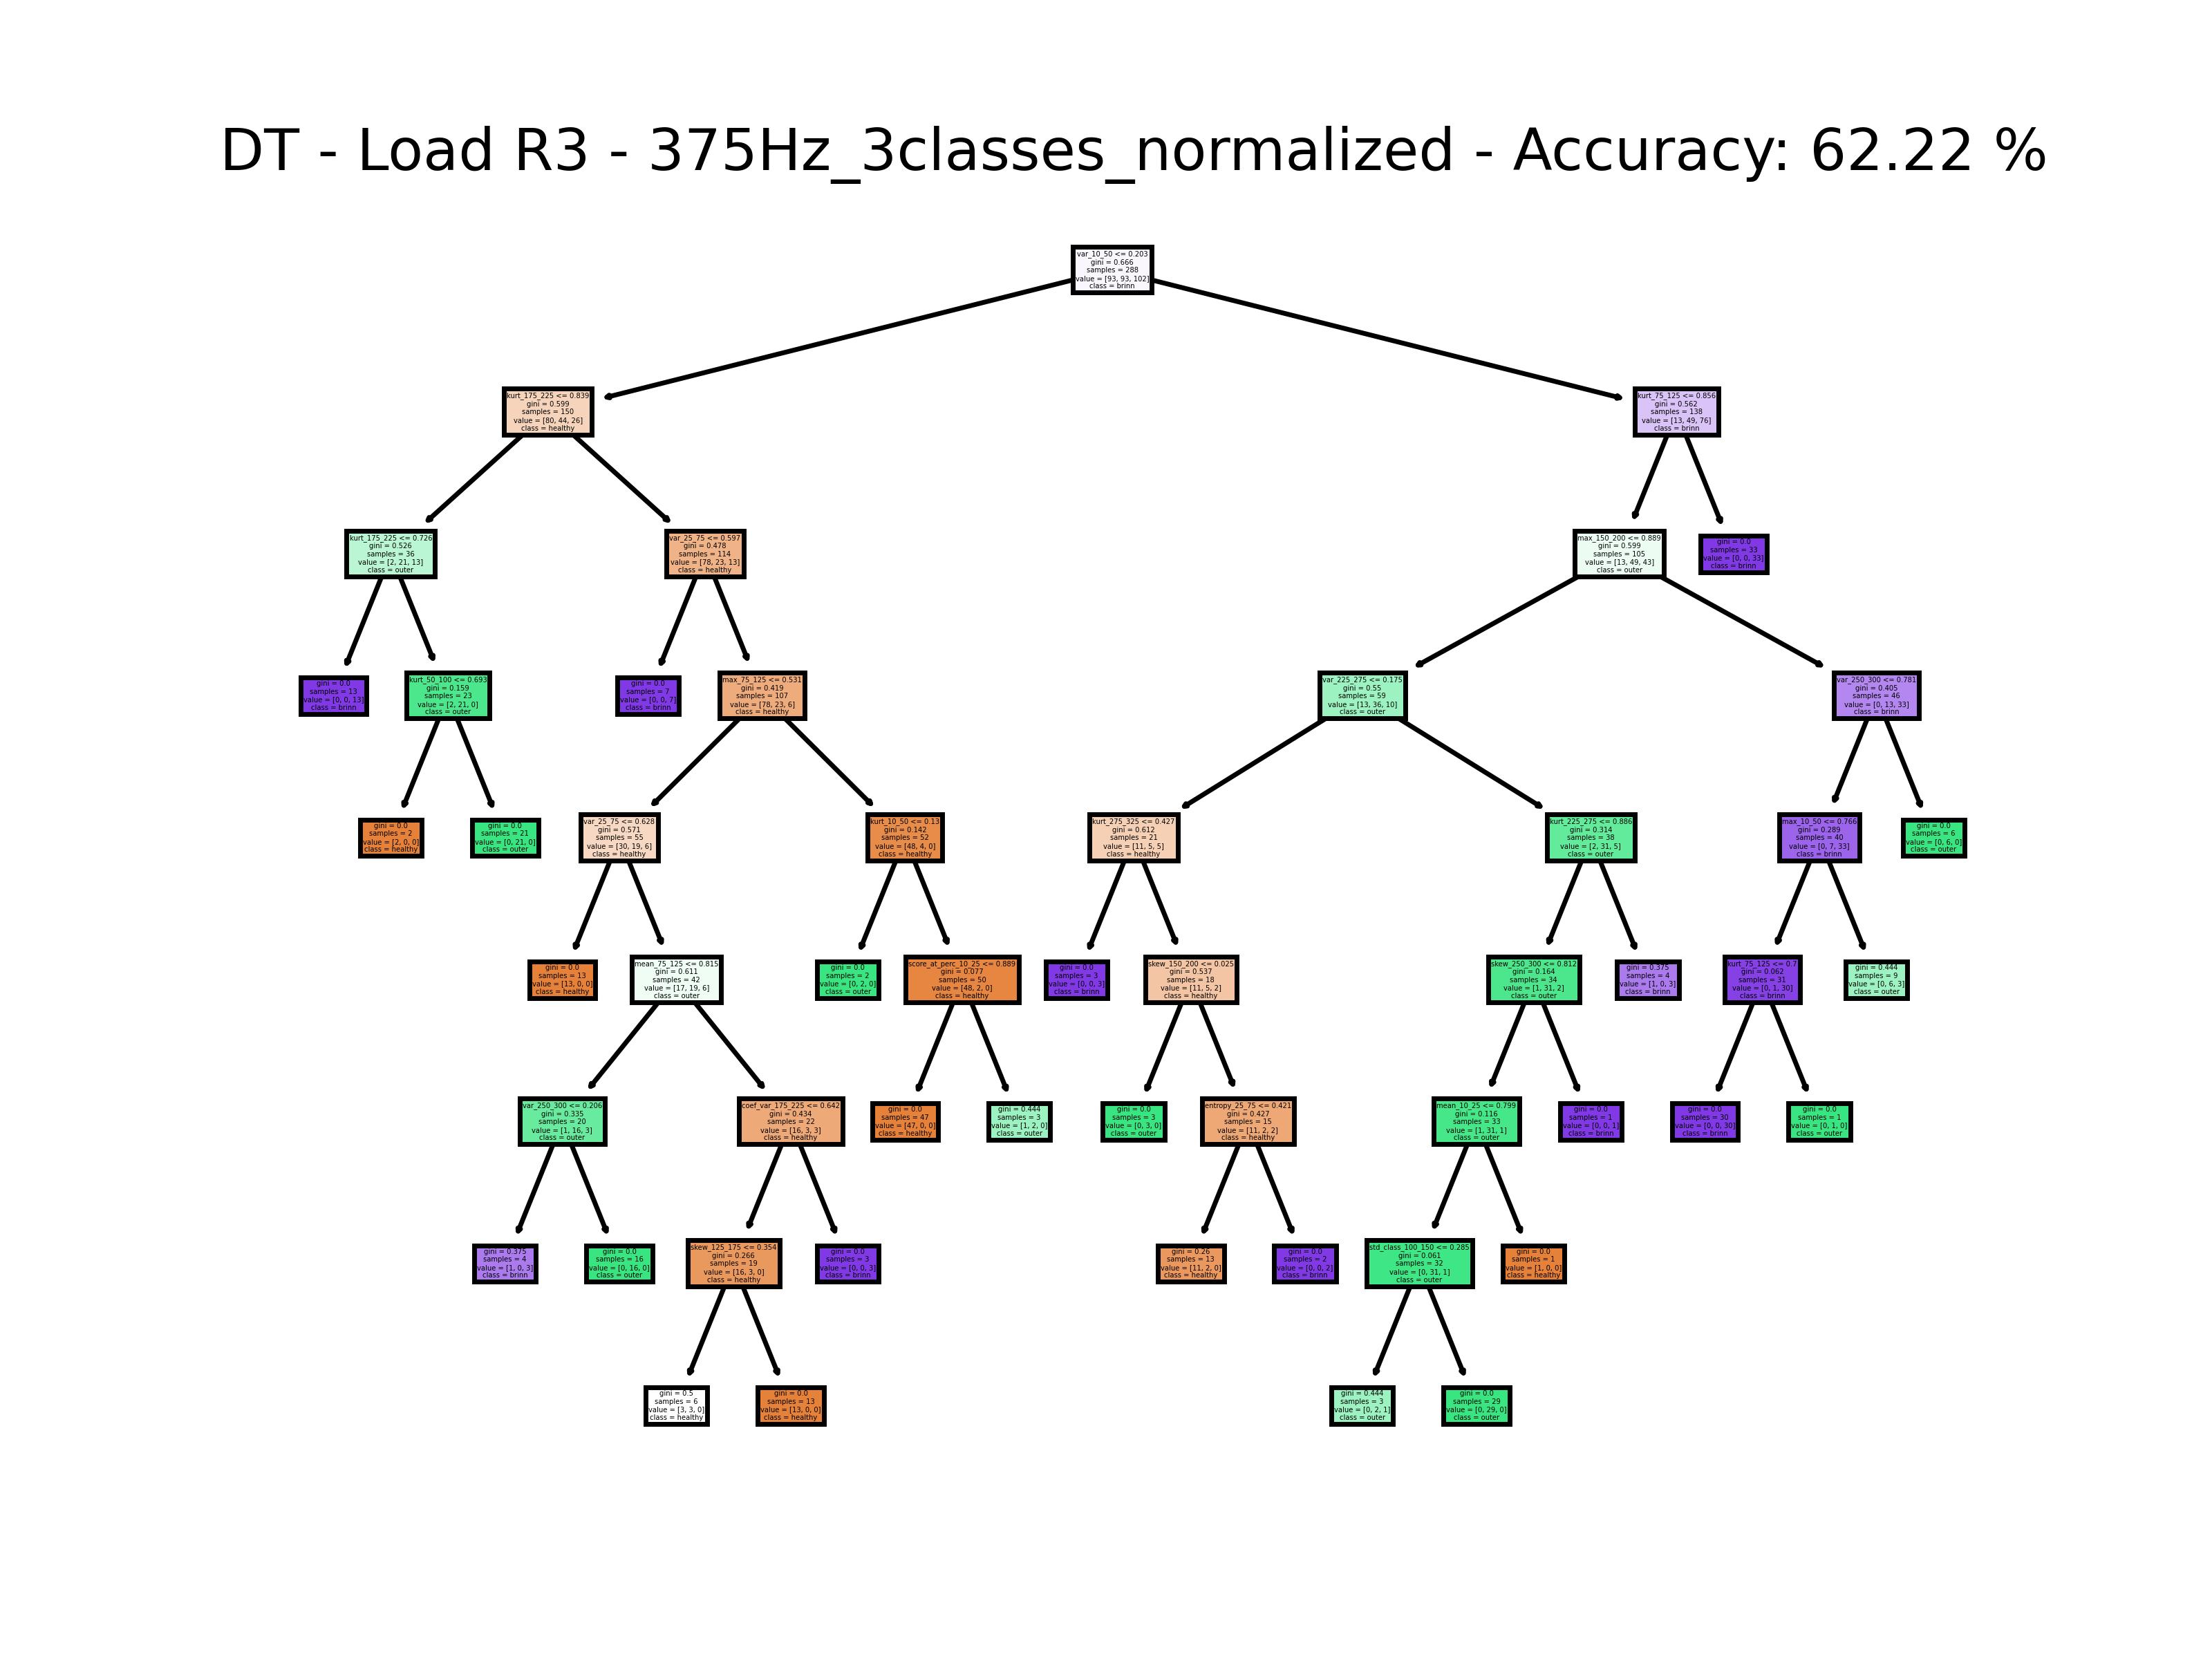 DT - Load R3 - 375Hz_3classes_normalized - Accuracy: 62.22 %
var_10_50 <= 0.203
gini = 0.666
samples = 288
value = [93, 93, 102]
class = brinn
kurt_175_225 <= 0.839
gini = 0.599
samples = 150
value = [80, 44, 26]
class = healthy
kurt_75_125 <= 0.856
gini = 0.562
samples = 138
value = [13, 49, 76]
class = brinn
kurt_175_225 <= 0.726
gini = 0.526
samples = 36
value = [2, 21, 13]
class = outer
var_25_75 <= 0.597
gini = 0.478
samples = 114
value = [78, 23, 13]
class = healthy
max_150_200 <= 0.889
gini = 0.599
samples = 105
value = [13, 49, 43]
class = outer
gini = 0.0
samples = 33
value = [0, 0, 33]
class = brinn
gini = 0.0
samples = 13
value = [0, 0, 13]
class = brinn
kurt_50_100 <= 0.693
gini = 0.159
samples = 23
value = [2, 21, 0]
class = outer
gini = 0.0
samples = 7
value = [0, 0, 7]
class = brinn
max_75_125 <= 0.531
gini = 0.419
samples = 107
value = [78, 23, 6]
class = healthy
var_225_275 <= 0.175
gini = 0.55
samples = 59
value = [13, 36, 10]
class = outer
var_250_300 <= 0.781
gini = 0.405
samples = 46
value = [0, 13, 33]
class = brinn
gini = 0.0
samples = 2
value = [2, 0, 0]
class = healthy
gini = 0.0
samples = 21
value = [0, 21, 0]
class = outer
var_25_75 <= 0.628
gini = 0.571
samples = 55
value = [30, 19, 6]
class = healthy
kurt_10_50 <= 0.13
gini = 0.142
samples = 52
value = [48, 4, 0]
class = healthy
kurt_275_325 <= 0.427
gini = 0.612
samples = 21
value = [11, 5, 5]
class = healthy
kurt_225_275 <= 0.886
gini = 0.314
samples = 38
value = [2, 31, 5]
class = outer
max_10_50 <= 0.766
gini = 0.289
samples = 40
value = [0, 7, 33]
class = brinn
gini = 0.0
samples = 6
value = [0, 6, 0]
class = outer
gini = 0.0
samples = 13
value = [13, 0, 0]
class = healthy
mean_75_125 <= 0.815
gini = 0.611
samples = 42
value = [17, 19, 6]
class = outer
gini = 0.0
samples = 2
value = [0, 2, 0]
class = outer
score_at_perc_10_25 <= 0.889
gini = 0.077
samples = 50
value = [48, 2, 0]
class = healthy
gini = 0.0
samples = 3
value = [0, 0, 3]
class = brinn
skew_150_200 <= 0.025
gini = 0.537
samples = 18
value = [11, 5, 2]
class = healthy
skew_250_300 <= 0.812
gini = 0.164
samples = 34
value = [1, 31, 2]
class = outer
gini = 0.375
samples = 4
value = [1, 0, 3]
class = brinn
kurt_75_125 <= 0.7
gini = 0.062
samples = 31
value = [0, 1, 30]
class = brinn
gini = 0.444
samples = 9
value = [0, 6, 3]
class = outer
var_250_300 <= 0.206
gini = 0.335
samples = 20
value = [1, 16, 3]
class = outer
coef_var_175_225 <= 0.642
gini = 0.434
samples = 22
value = [16, 3, 3]
class = healthy
gini = 0.0
samples = 47
value = [47, 0, 0]
class = healthy
gini = 0.444
samples = 3
value = [1, 2, 0]
class = outer
gini = 0.0
samples = 3
value = [0, 3, 0]
class = outer
entropy_25_75 <= 0.421
gini = 0.427
samples = 15
value = [11, 2, 2]
class = healthy
mean_10_25 <= 0.799
gini = 0.116
samples = 33
value = [1, 31, 1]
class = outer
gini = 0.0
samples = 1
value = [0, 0, 1]
class = brinn
gini = 0.0
samples = 30
value = [0, 0, 30]
class = brinn
gini = 0.0
samples = 1
value = [0, 1, 0]
class = outer
gini = 0.375
samples = 4
value = [1, 0, 3]
class = brinn
gini = 0.0
samples = 16
value = [0, 16, 0]
class = outer
skew_125_175 <= 0.354
gini = 0.266
samples = 19
value = [16, 3, 0]
class = healthy
gini = 0.0
samples = 3
value = [0, 0, 3]
class = brinn
gini = 0.26
samples = 13
value = [11, 2, 0]
class = healthy
gini = 0.0
samples = 2
value = [0, 0, 2]
class = brinn
std_class_100_150 <= 0.285
gini = 0.061
samples = 32
value = [0, 31, 1]
class = outer
gini = 0.0
samples = 1
value = [1, 0, 0]
class = healthy
gini = 0.5
samples = 6
value = [3, 3, 0]
class = healthy
gini = 0.0
samples = 13
value = [13, 0, 0]
class = healthy
gini = 0.444
samples = 3
value = [0, 2, 1]
class = outer
gini = 0.0
samples = 29
value = [0, 29, 0]
class = outer